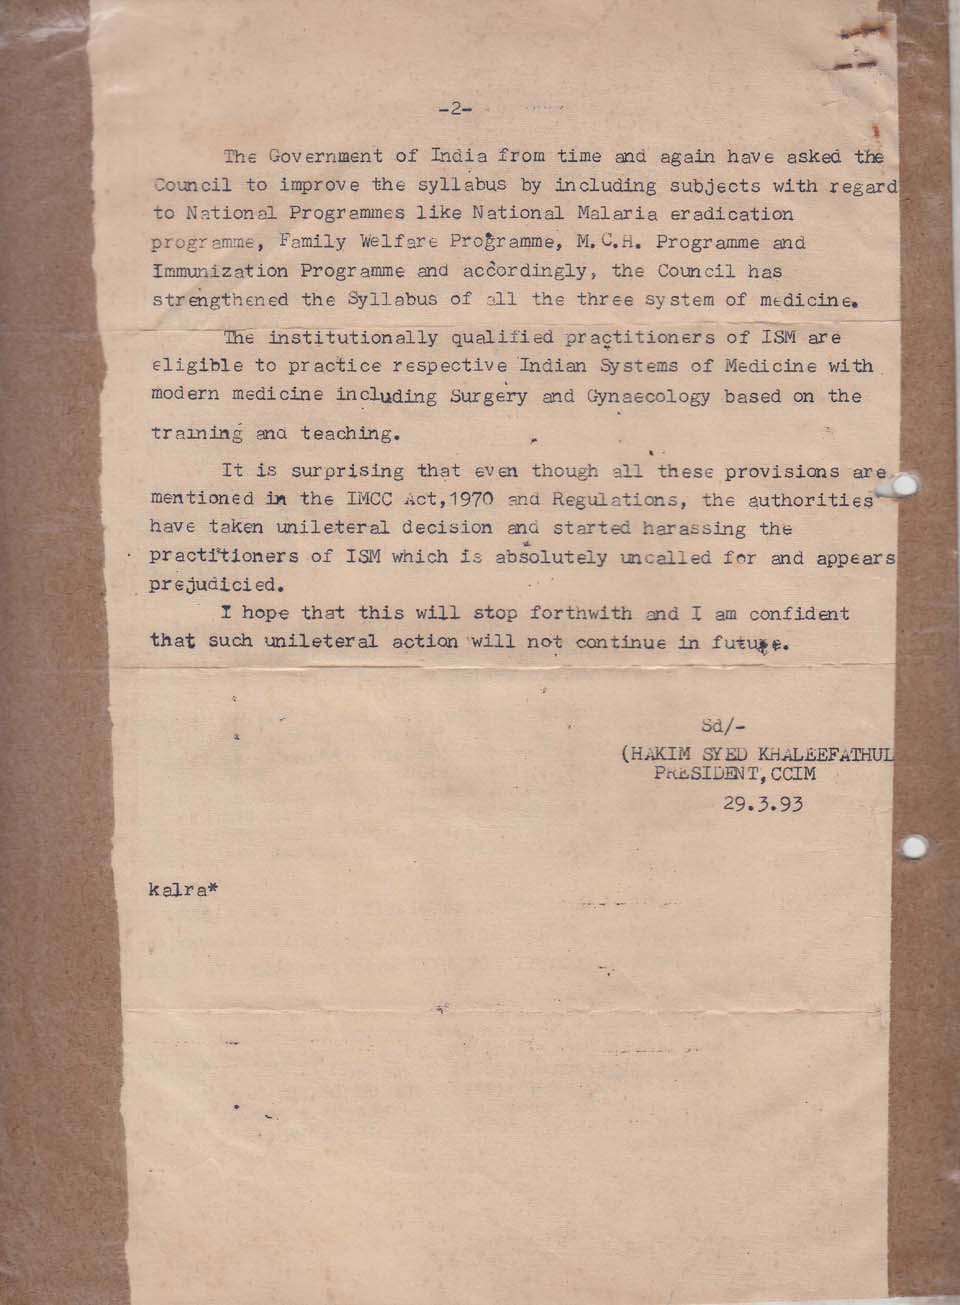 -2-
The Government of India from time and again have asked the
Council to improve the syllabus by including subjects with regard
to National Programmes like National Malaria eradication
programme, Family Welfare Programme, M.C.H. Programme and
Immunization Programme and accordingly, the Council has
strengthened the Syllabus of all the three system of medicine.
The institutionally qualified practitioners of ISM are
eligible to practice respective Indian Systems of Medicine with
modern medicine including Surgery and Gynaecology based on the
training and teaching.
It is surprising that even though all these provisions are
mentioned in the IMCC Act,1970 and Regulations, the authorities
have taken unileteral decision and started harassing the
practitioners of ISM which is absolutely uncalled for and appears
prejudicied.
I hope that this will stop forthwith and I am confident
that such unileteral action will not continue in future.
Sd/-
(HAKIM SYED KHALEEFATHUL
PRESIDENT,CCIM
29.3.93
kalra*